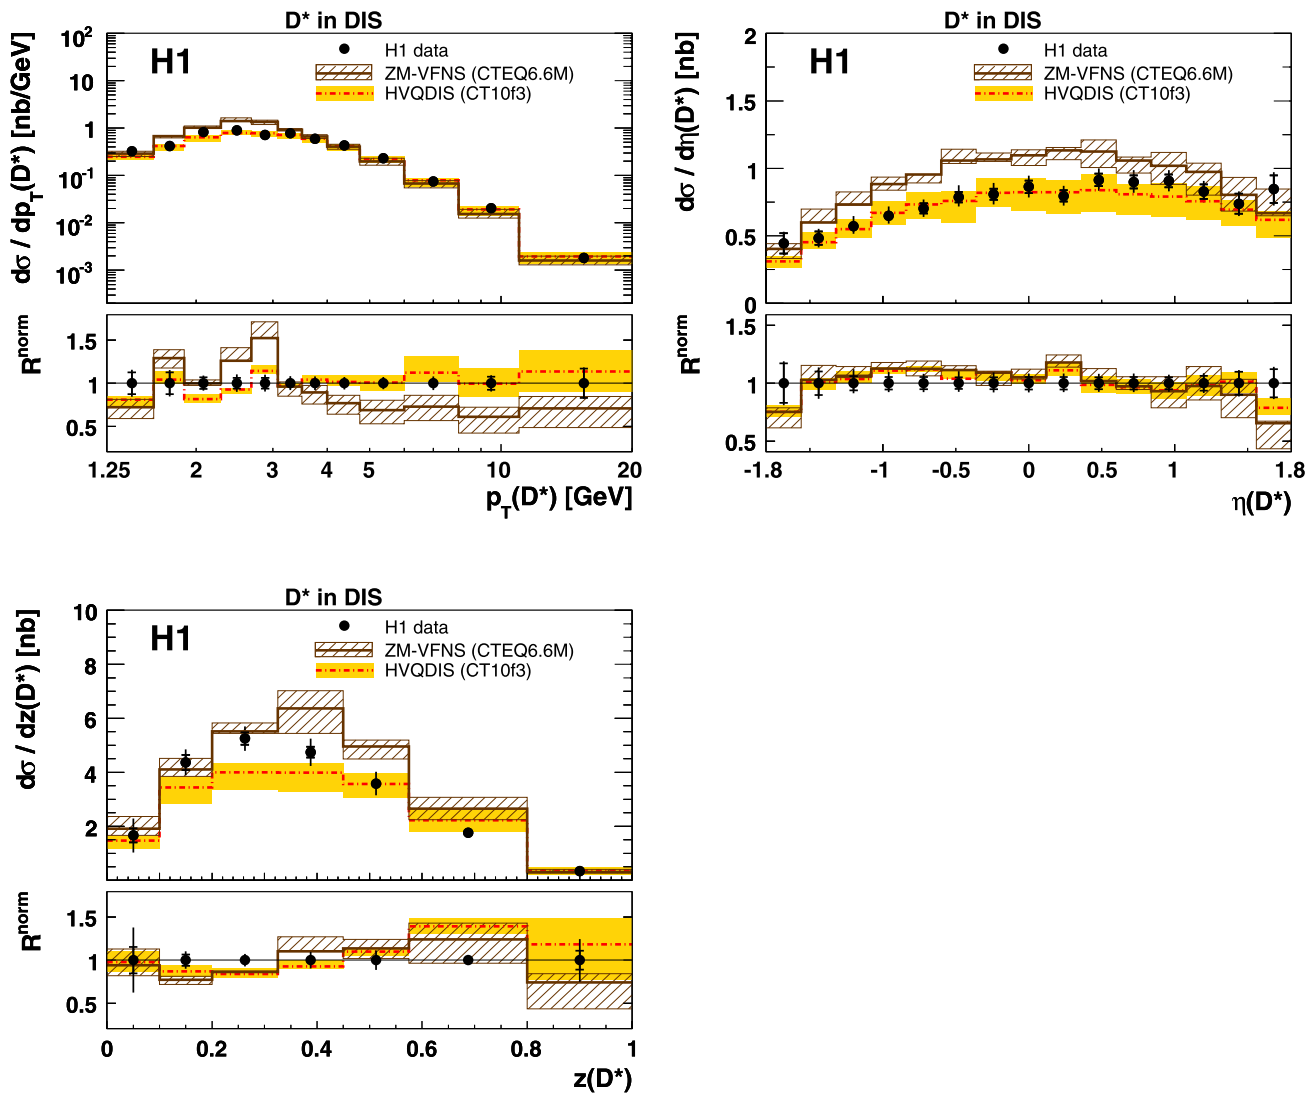 D* in DIS
H1
H1 data
ZM-VFNS (CTEQ6.6M)
HVQDIS (CT10f3)
dσ / dp_T(D*) [nb/GeV]
10^2
10
1
10^-1
10^-2
10^-3
R^norm
1.5
1
0.5
1.25 2 3 4 5 10 20
p_T(D*) [GeV]
D* in DIS
H1
H1 data
ZM-VFNS (CTEQ6.6M)
HVQDIS (CT10f3)
dσ / dη(D*) [nb]
2
1.5
1
0.5
0
R^norm
1.5
1
0.5
-1.8 -1 -0.5 0 0.5 1 1.8
η(D*)
D* in DIS
H1
H1 data
ZM-VFNS (CTEQ6.6M)
HVQDIS (CT10f3)
dσ / dz(D*) [nb]
10
8
6
4
2
R^norm
1.5
1
0.5
0 0.2 0.4 0.6 0.8 1
z(D*)